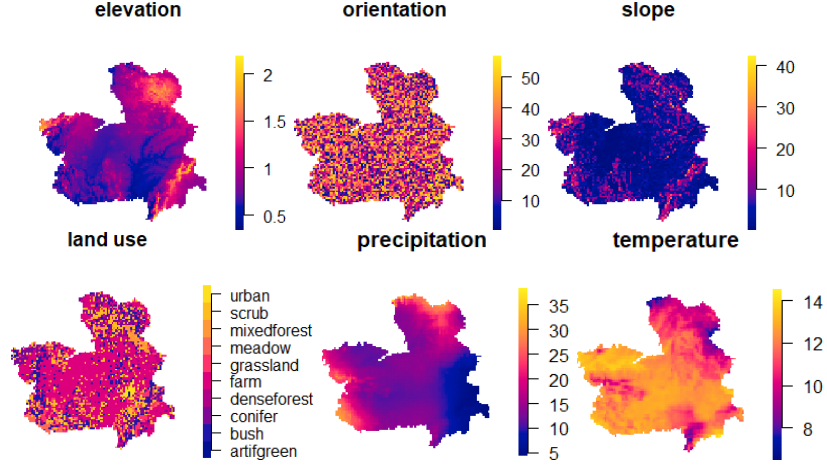 elevation
2
1.5
1
0.5
orientation
50
40
30
20
10
slope
40
30
20
10
land use
urban
scrub
mixedforest
meadow
grassland
farm
denseforest
conifer
bush
artifgreen
precipitation
35
30
25
20
15
10
5
temperature
14
12
10
8